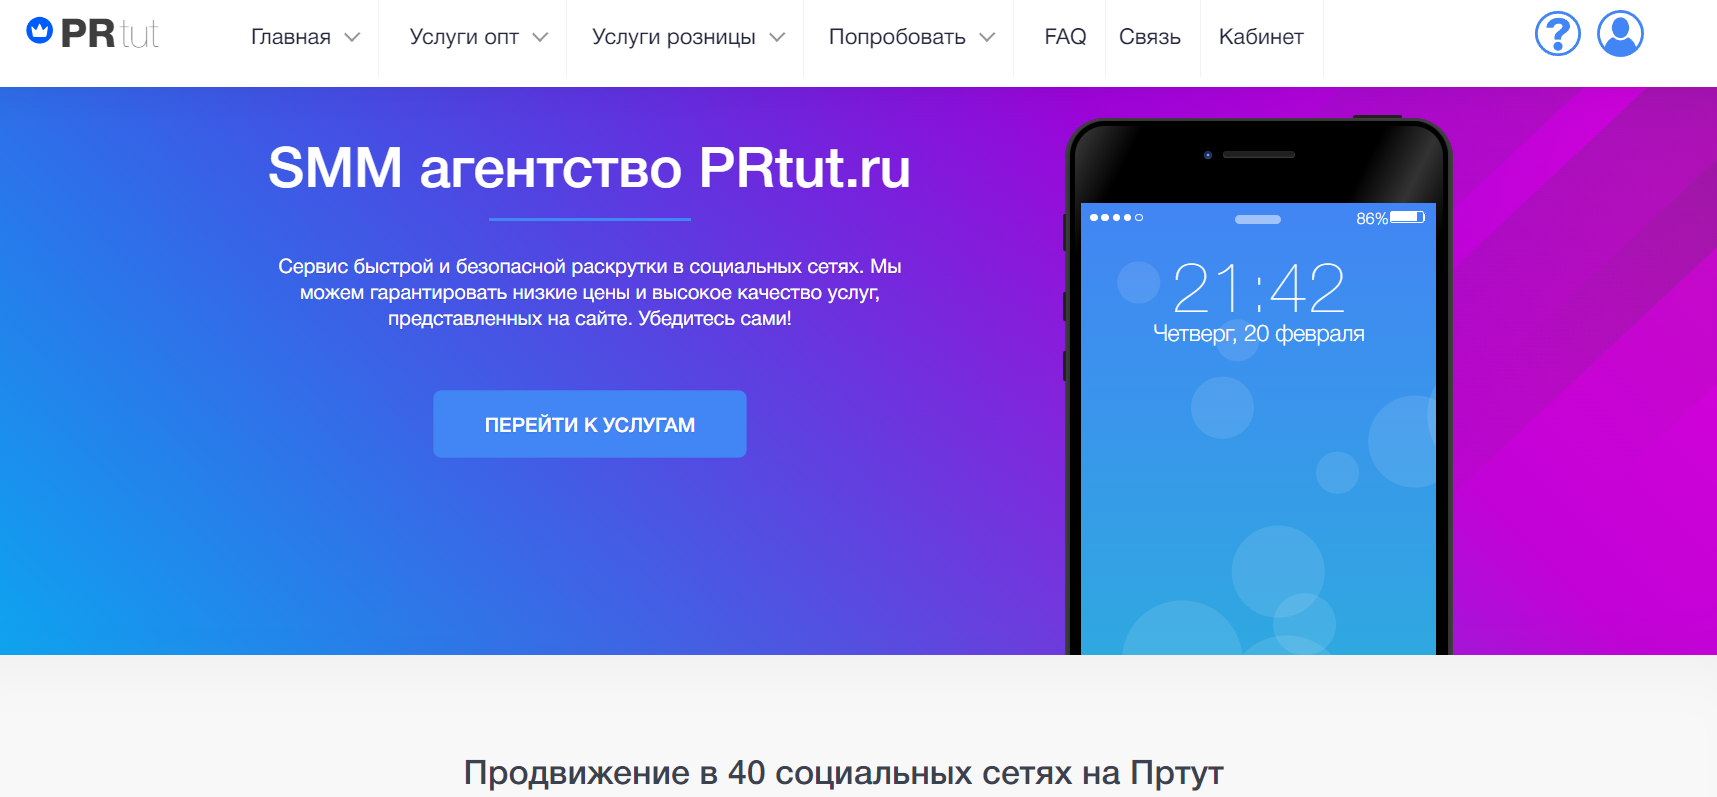 PRtut
Главная
Услуги опт
Услуги розницы
Попробовать
FAQ
Связь
Кабинет
?
SMM агентство PRtut.ru
Сервис быстрой и безопасной раскрутки в социальных сетях. Мы
можем гарантировать низкие цены и высокое качество услуг,
представленных на сайте. Убедитесь сами!
ПЕРЕЙТИ К УСЛУГАМ
86%
21:42
Четверг, 20 февраля
Продвижение в 40 социальных сетях на Пртут